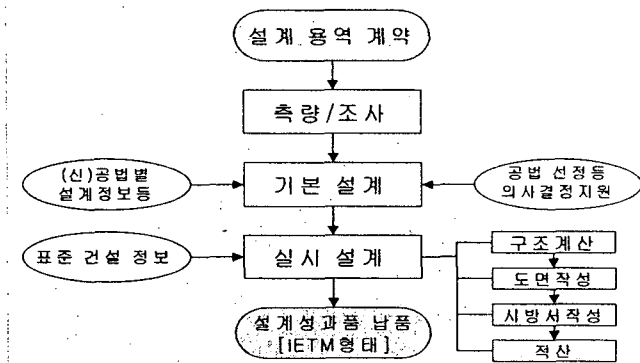 설계 용역 계약
측량/조사
(신)공법별
설계정보등
기본 설계
공법 선정등
의사결정지원
표준 건설 정보
실시 설계
구조계산
도면작성
시방서작성
적산
설계성과품 납품
[IETM형태]